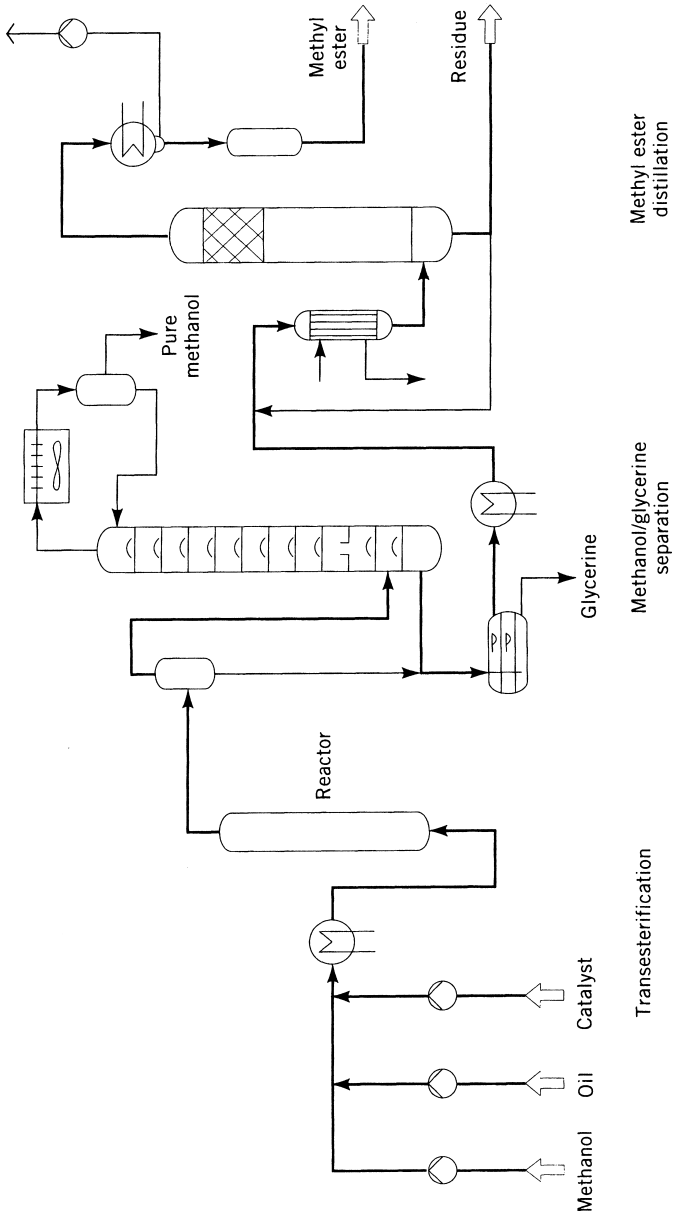 Methanol
Oil
Catalyst
Transesterification
Reactor
Glycerine
Methanol/glycerine
separation
Pure
methanol
Methyl
ester
Residue
Methyl ester
distillation